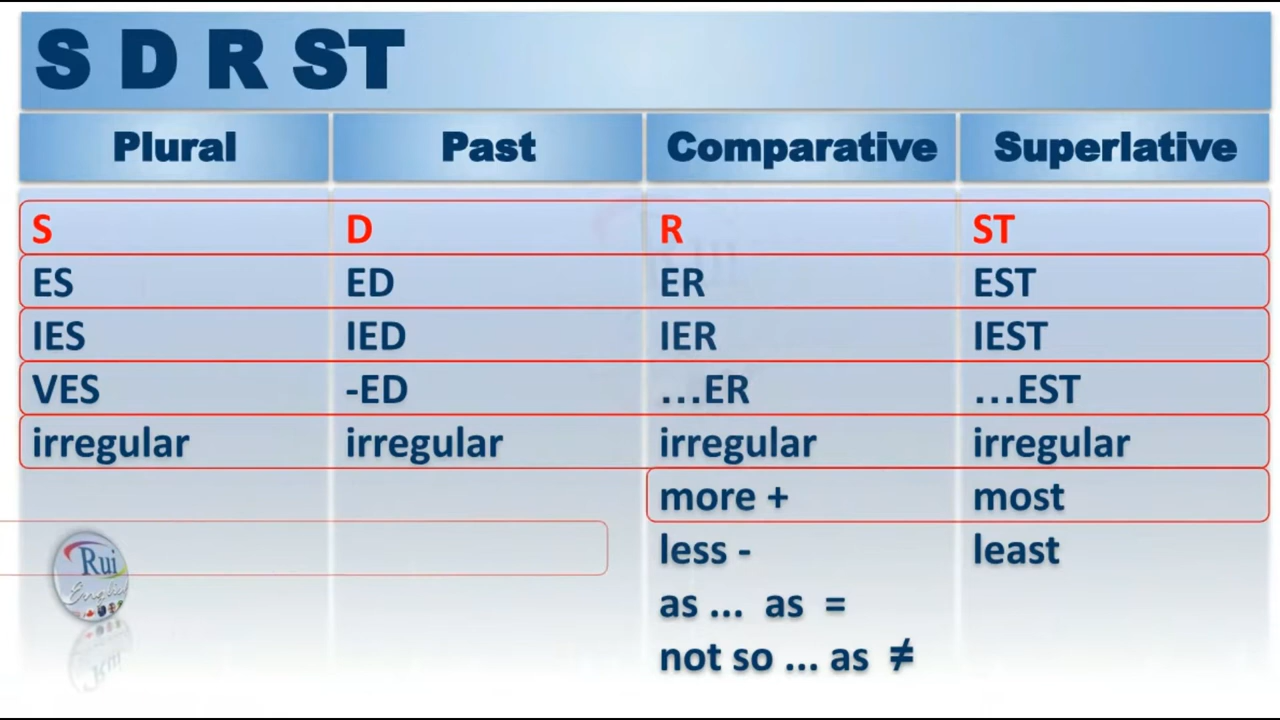 S D R ST
Plural Past Comparative Superlative
S D R ST
ES ED ER EST
IES IED IER IEST
VES -ED ...ER ...EST
irregular irregular irregular irregular
more + most
less - least
as ... as =
not so ... as ≠
Rui
English